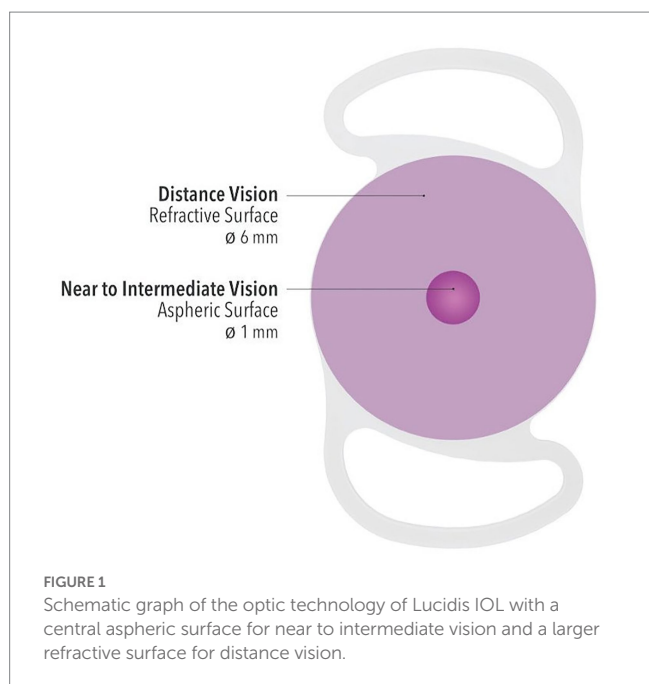 Distance Vision
Refractive Surface
ø 6 mm
Near to Intermediate Vision
Aspheric Surface
ø 1 mm
FIGURE 1
Schematic graph of the optic technology of Lucidis IOL with a
central aspheric surface for near to intermediate vision and a larger
refractive surface for distance vision.